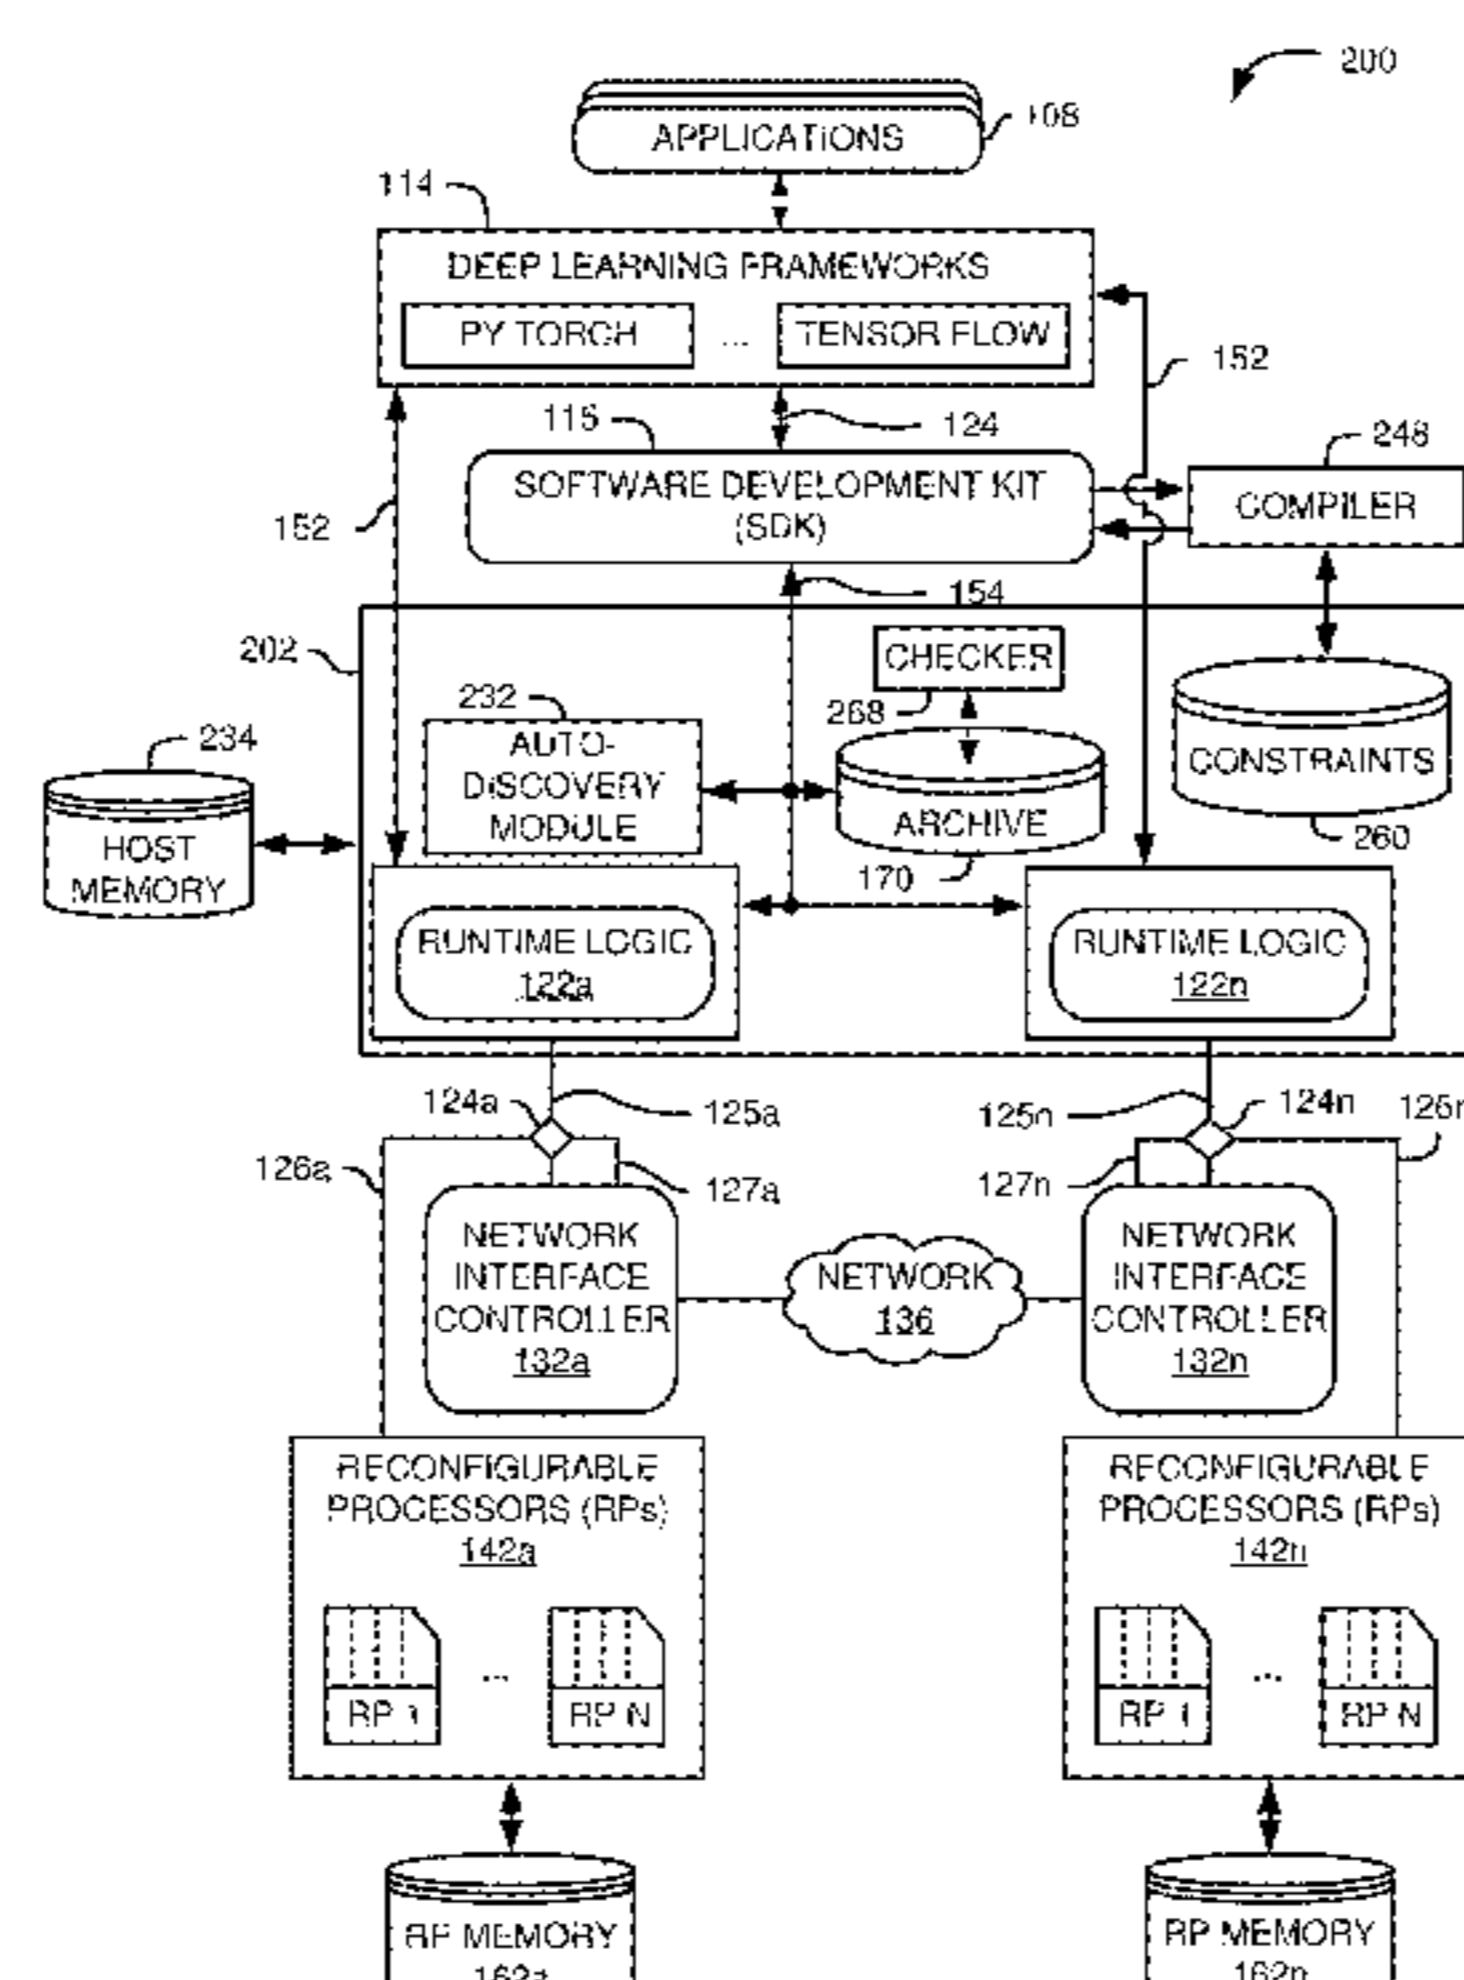 200
APPLICATIONS
108
114
DEEP LEARNING FRAMEWORKS
PY TORCH
...
TENSOR FLOW
152
116
124
248
SOFTWARE DEVELOPMENT KIT
(SDK)
COMPILER
152
154
202
CHECKER
232
268
234
AUTO-
DISCOVERY
MODULE
ARCHIVE
CONSTRAINTS
HOST
MEMORY
170
260
RUNTIME LOGIC
122a
RUNTIME LOGIC
122n
124a
125a
125n
124n
126n
126a
127a
127n
NETWORK
INTERFACE
CONTROLLER
132a
NETWORK
136
NETWORK
INTERFACE
CONTROLLER
132n
RECONFIGURABLE
PROCESSORS (RPs)
142a
RECONFIGURABLE
PROCESSORS (RPs)
142n
RP 1
...
RP N
RP 1
...
RP N
RP MEMORY
162a
RP MEMORY
162n